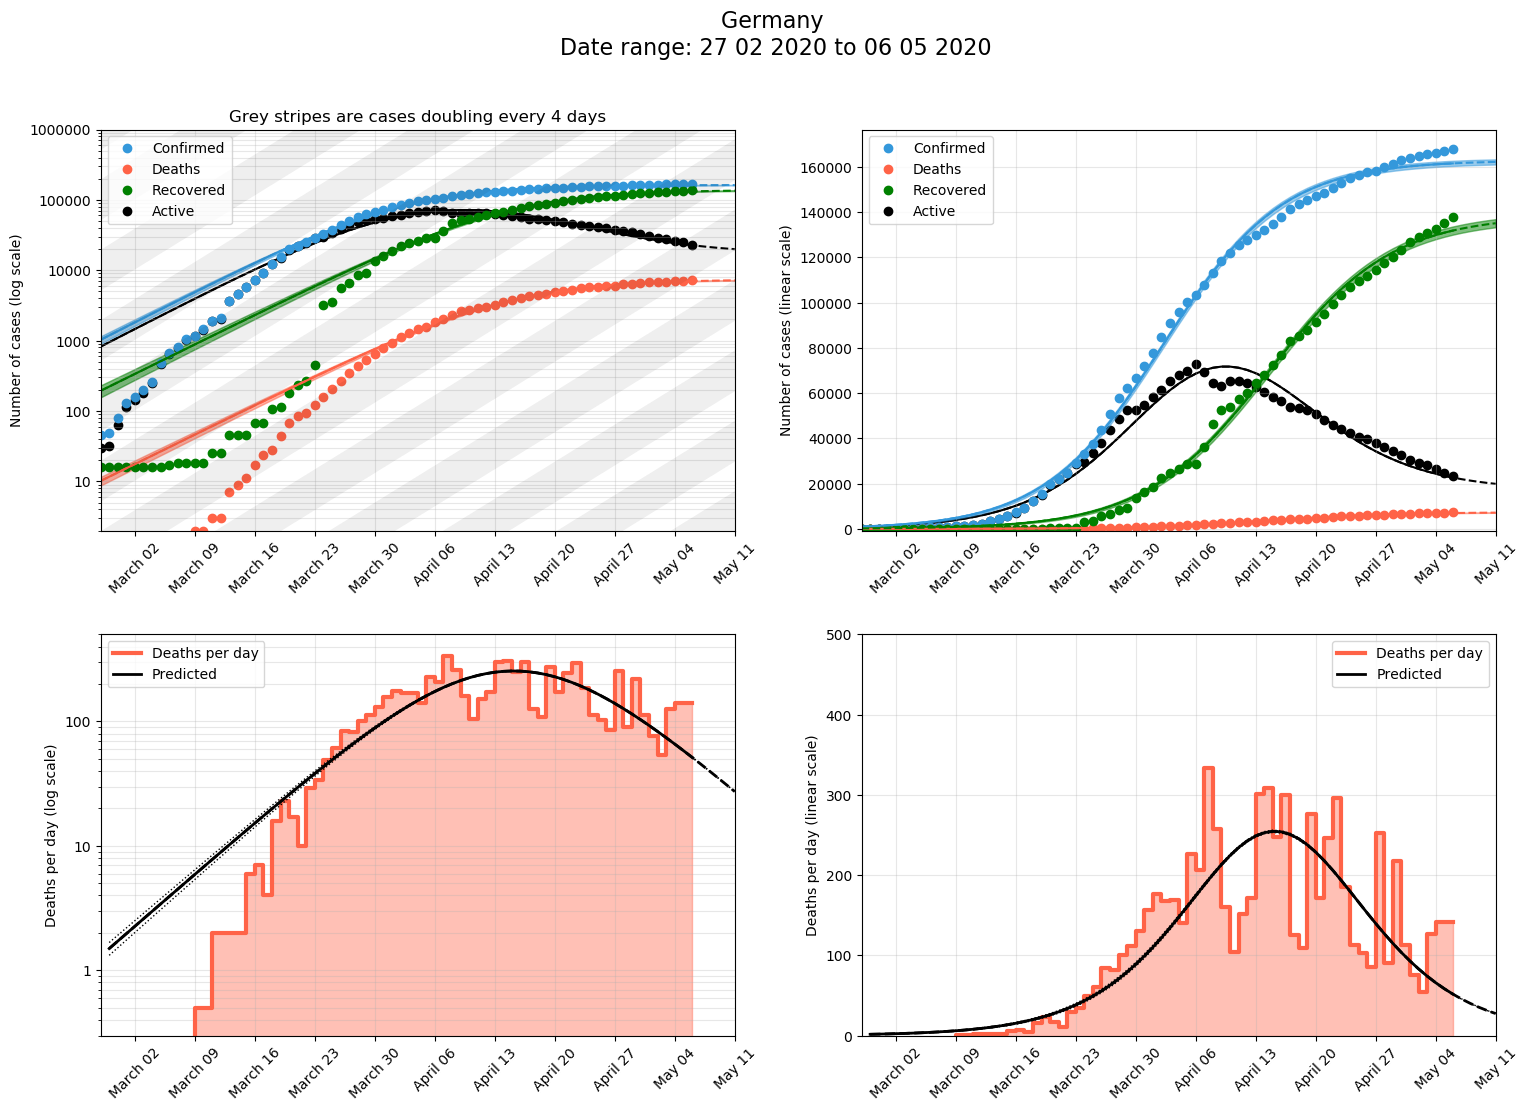 Germany
Date range: 27 02 2020 to 06 05 2020
Grey stripes are cases doubling every 4 days
Number of cases (log scale)
1000000
100000
10000
1000
100
10
Confirmed
Deaths
Recovered
Active
March 02
March 09
March 16
March 23
March 30
April 06
April 13
April 20
April 27
May 04
May 11
Number of cases (linear scale)
160000
140000
120000
100000
80000
60000
40000
20000
0
Confirmed
Deaths
Recovered
Active
March 02
March 09
March 16
March 23
March 30
April 06
April 13
April 20
April 27
May 04
May 11
Deaths per day (log scale)
100
10
1
Deaths per day
Predicted
March 02
March 09
March 16
March 23
March 30
April 06
April 13
April 20
April 27
May 04
May 11
Deaths per day (linear scale)
500
400
300
200
100
0
Deaths per day
Predicted
March 02
March 09
March 16
March 23
March 30
April 06
April 13
April 20
April 27
May 04
May 11